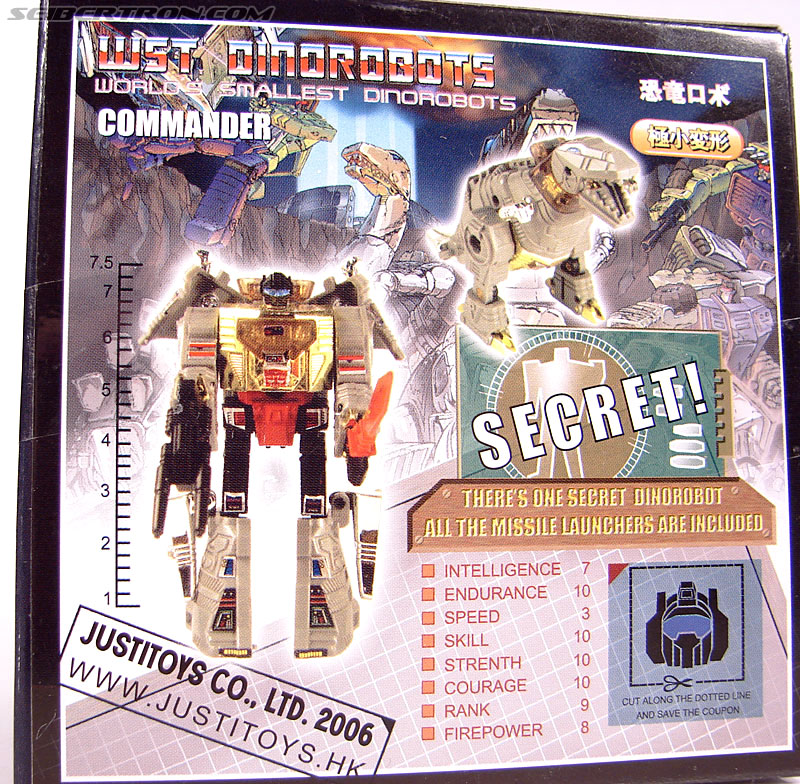 SEIBERTRON.COM
WST DINOROBOTS
WORLD'S SMALLEST DINOROBOTS
COMMANDER
恐竜ロボ
極小変形
7.5
7
6
5
4
3
2
1
SECRET!
THERE'S ONE SECRET DINOROBOT
ALL THE MISSILE LAUNCHERS ARE INCLUDED
INTELLIGENCE 7
ENDURANCE 10
SPEED 3
SKILL 10
STRENTH 10
COURAGE 10
RANK 9
FIREPOWER 8
CUT ALONG THE DOTTED LINE
AND SAVE THE COUPON
JUSTITOYS CO., LTD. 2006
WWW.JUSTITOYS.HK